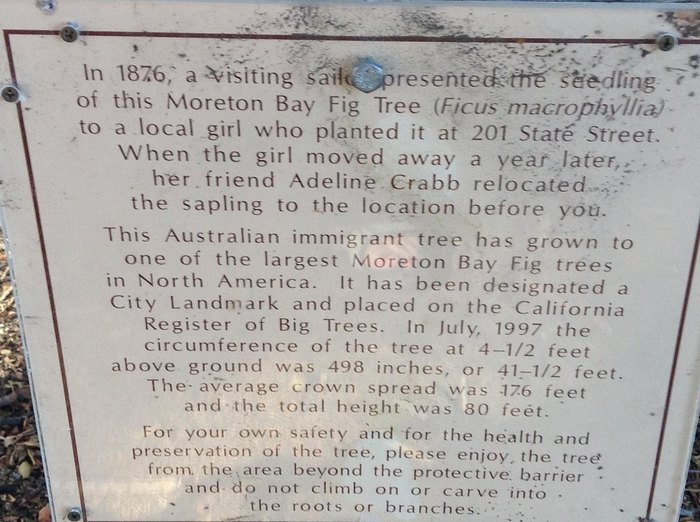 In 1876, a visiting sailor presented the seedling
of this Moreton Bay Fig Tree (Ficus macrophyllia)
to a local girl who planted it at 201 State Street.
When the girl moved away a year later,
her friend Adeline Crabb relocated
the sapling to the location before you.
This Australian immigrant tree has grown to
one of the largest Moreton Bay Fig trees
in North America. It has been designated a
City Landmark and placed on the California
Register of Big Trees. In July, 1997 the
circumference of the tree at 4–1/2 feet
above ground was 498 inches, or 41–1/2 feet.
The average crown spread was 176 feet
and the total height was 80 feet.
For your own safety and for the health and
preservation of the tree, please enjoy the tree
from the area beyond the protective barrier
and do not climb on or carve into
the roots or branches.